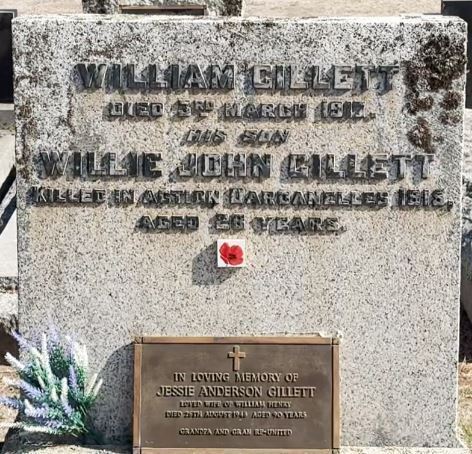 WILLIAM GILLETT
DIED 3RD MARCH 1917.
HIS SON
WILLIE JOHN GILLETT
KILLED IN ACTION DARDANELLES 1915,
AGED 26 YEARS.
IN LOVING MEMORY OF
JESSIE ANDERSON GILLETT
LOVED WIFE OF WILLIAM HENRY
DIED 25TH AUGUST 1948 AGED 90 YEARS
GRANDPA AND GRAN RE-UNITED